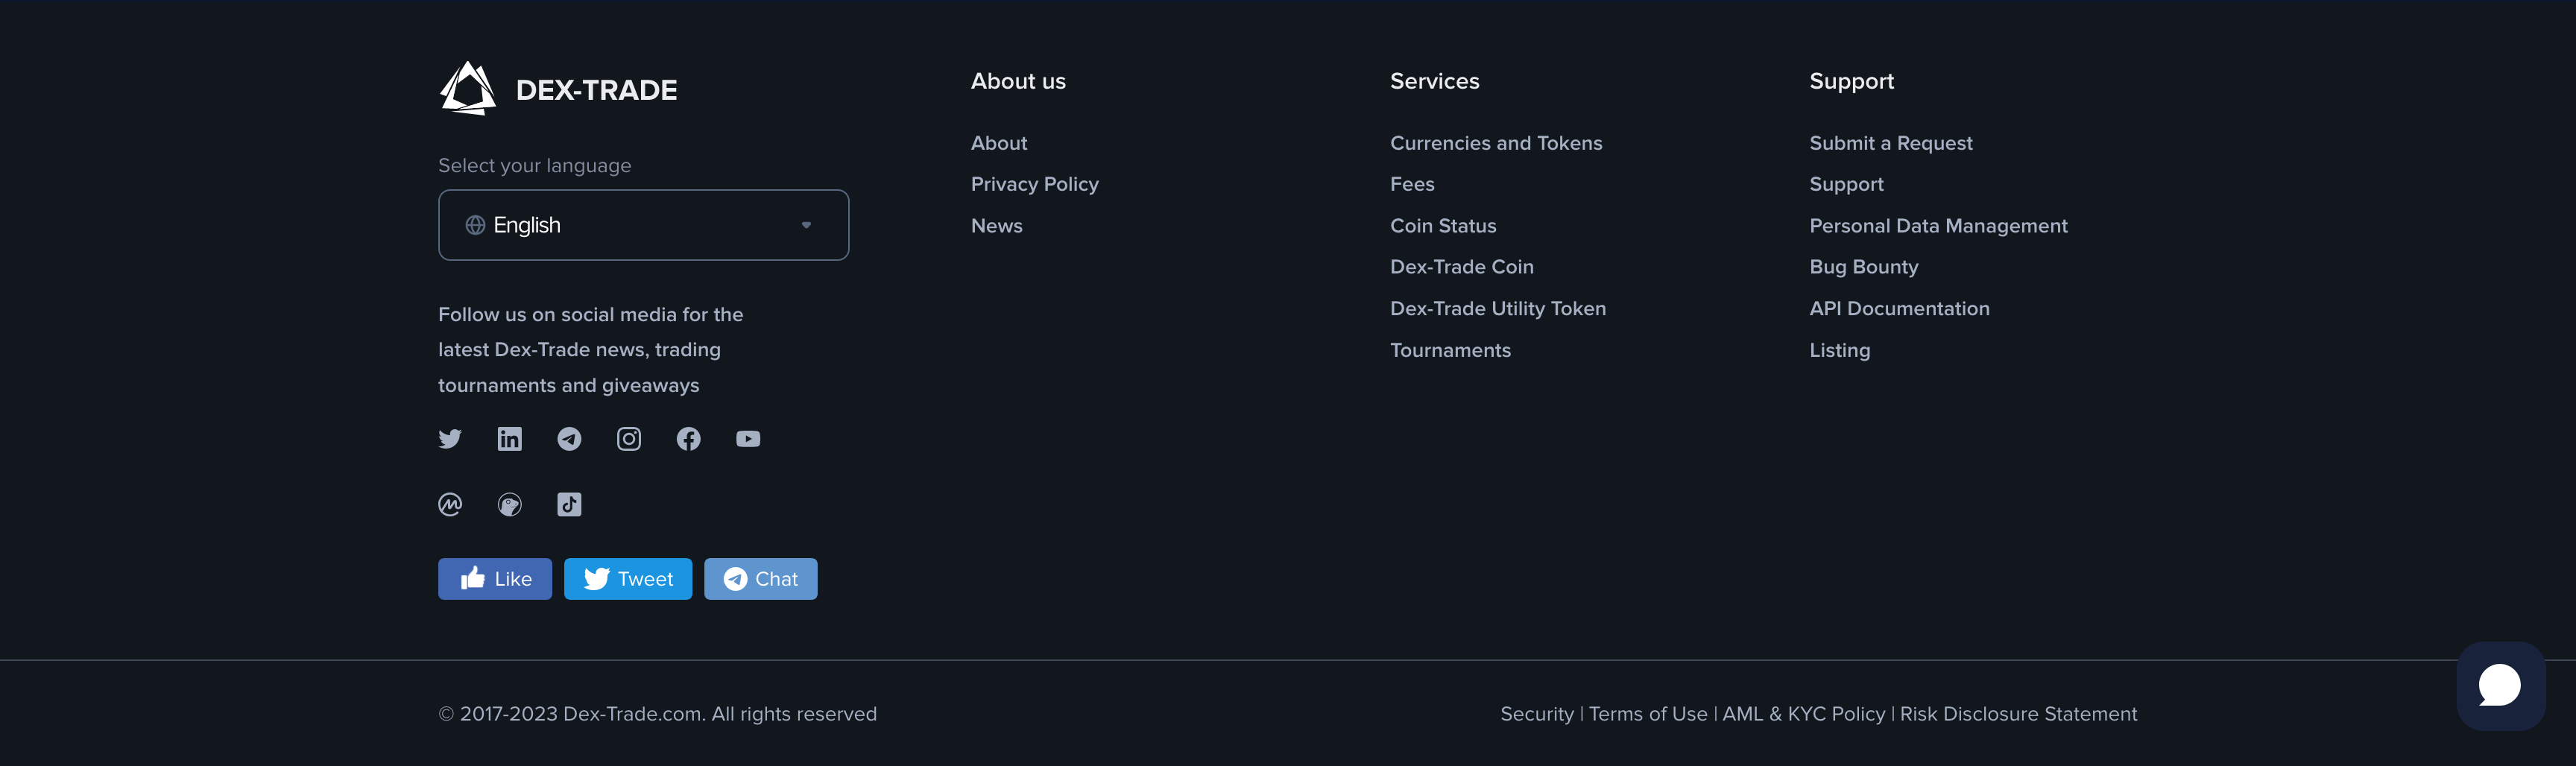 DEX-TRADE
Select your language
English
Follow us on social media for the
latest Dex-Trade news, trading
tournaments and giveaways
Like
Tweet
Chat
About us
About
Privacy Policy
News
Services
Currencies and Tokens
Fees
Coin Status
Dex-Trade Coin
Dex-Trade Utility Token
Tournaments
Support
Submit a Request
Support
Personal Data Management
Bug Bounty
API Documentation
Listing
© 2017-2023 Dex-Trade.com. All rights reserved
Security | Terms of Use | AML & KYC Policy | Risk Disclosure Statement